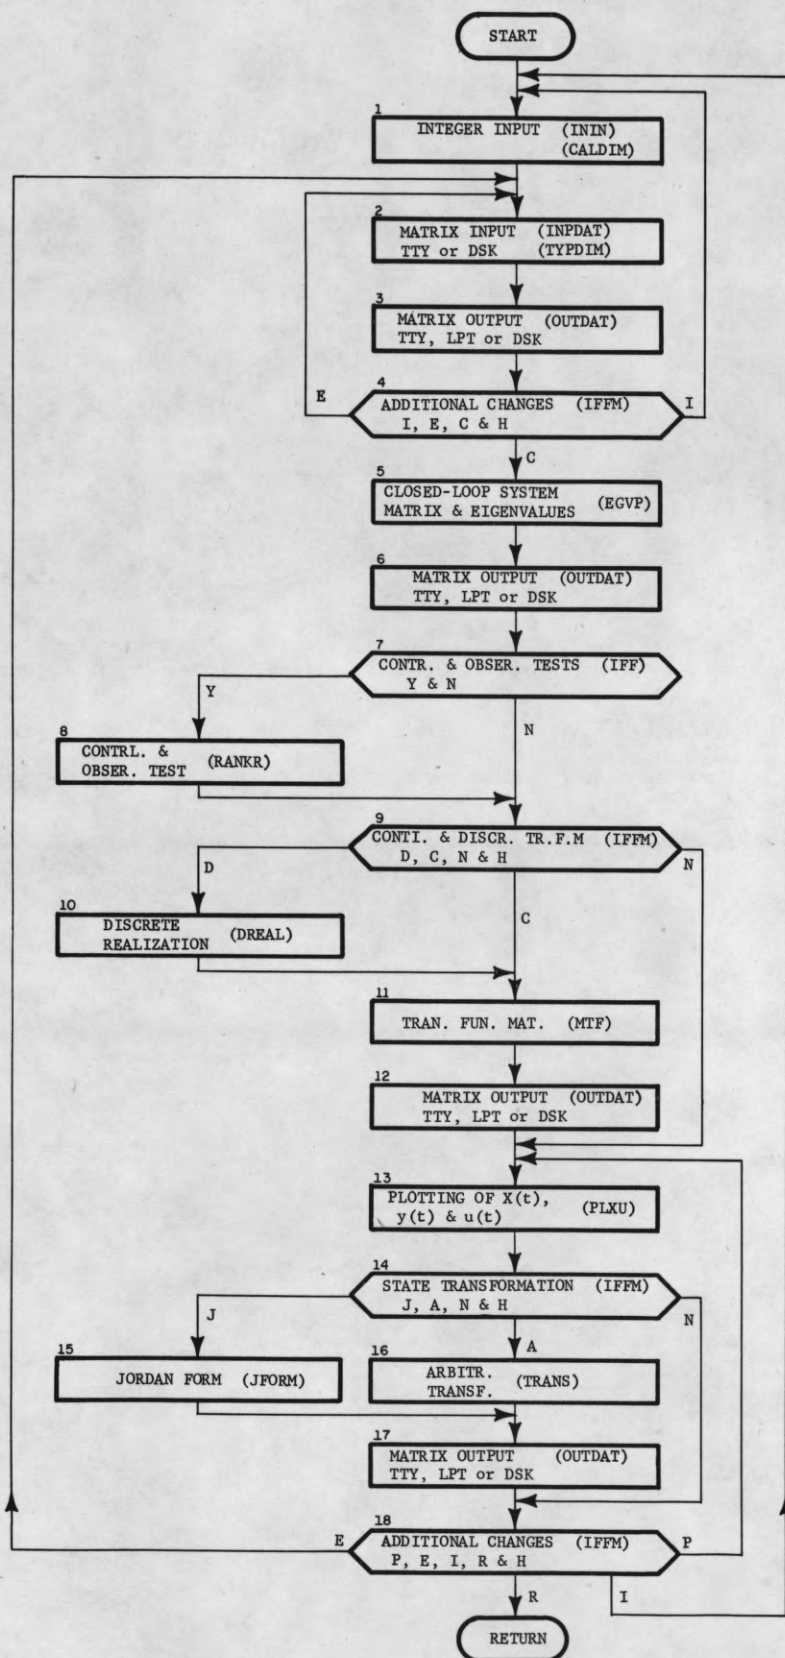 START
1
INTEGER INPUT (ININ)
(CALDIM)
2
MATRIX INPUT (INPDAT)
TTY or DSK (TYPDIM)
3
MATRIX OUTPUT (OUTDAT)
TTY, LPT or DSK
4
E
ADDITIONAL CHANGES (IFFM)
I
I, E, C & H
C
5
CLOSED-LOOP SYSTEM
MATRIX & EIGENVALUES (EGVP)
6
MATRIX OUTPUT (OUTDAT)
TTY, LPT or DSK
7
CONTR. & OBSER. TESTS (IFF)
Y & N
Y
N
8
CONTRL. &
OBSER. TEST (RANKR)
9
CONTI. & DISCR. TR.F.M (IFFM)
D, C, N & H
N
D
C
10
DISCRETE
REALIZATION (DREAL)
11
TRAN. FUN. MAT. (MTF)
12
MATRIX OUTPUT (OUTDAT)
TTY, LPT or DSK
13
PLOTTING OF X(t),
y(t) & u(t) (PLXU)
14
STATE TRANSFORMATION (IFFM)
J, A, N & H
J
N
A
15
JORDAN FORM (JFORM)
16
ARBITR.
TRANSF. (TRANS)
17
MATRIX OUTPUT (OUTDAT)
TTY, LPT or DSK
18
E
ADDITIONAL CHANGES (IFFM)
P
P, E, I, R & H
R
I
RETURN